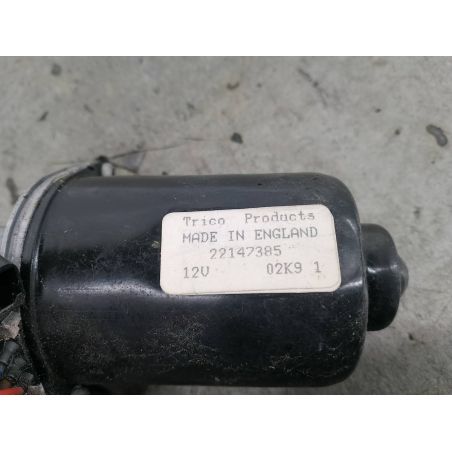 Trico Products
MADE IN ENGLAND
22147385
12V 02K9 1